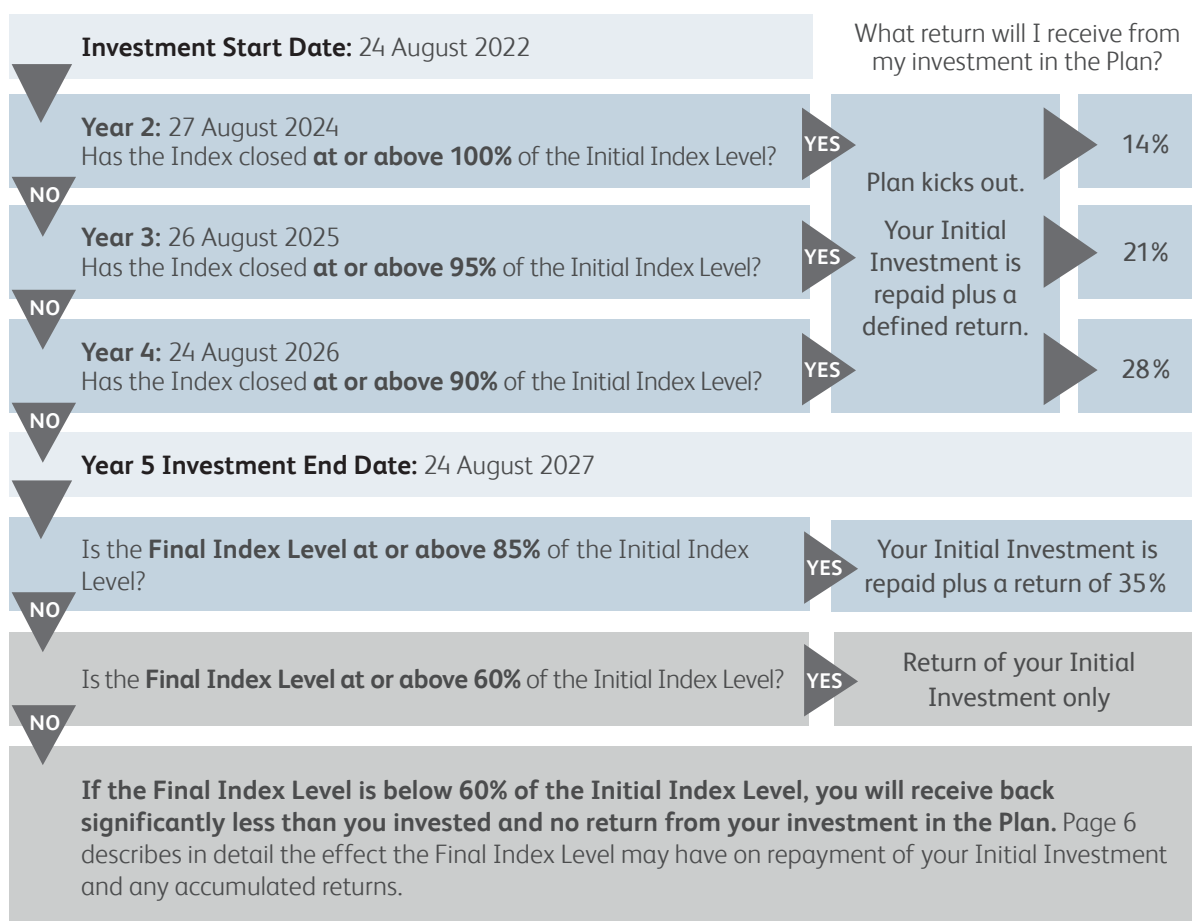 Investment Start Date: 24 August 2022
What return will I receive from
my investment in the Plan?
Year 2: 27 August 2024
Has the Index closed at or above 100% of the Initial Index Level?
YES
14%
NO
Plan kicks out.
Your Initial
Investment is
repaid plus a
defined return.
Year 3: 26 August 2025
Has the Index closed at or above 95% of the Initial Index Level?
YES
21%
NO
Year 4: 24 August 2026
Has the Index closed at or above 90% of the Initial Index Level?
YES
28%
NO
Year 5 Investment End Date: 24 August 2027
Is the Final Index Level at or above 85% of the Initial Index
Level?
YES
Your Initial Investment is
repaid plus a return of 35%
NO
Is the Final Index Level at or above 60% of the Initial Index Level?
YES
Return of your Initial
Investment only
NO
If the Final Index Level is below 60% of the Initial Index Level, you will receive back
significantly less than you invested and no return from your investment in the Plan. Page 6
describes in detail the effect the Final Index Level may have on repayment of your Initial Investment
and any accumulated returns.